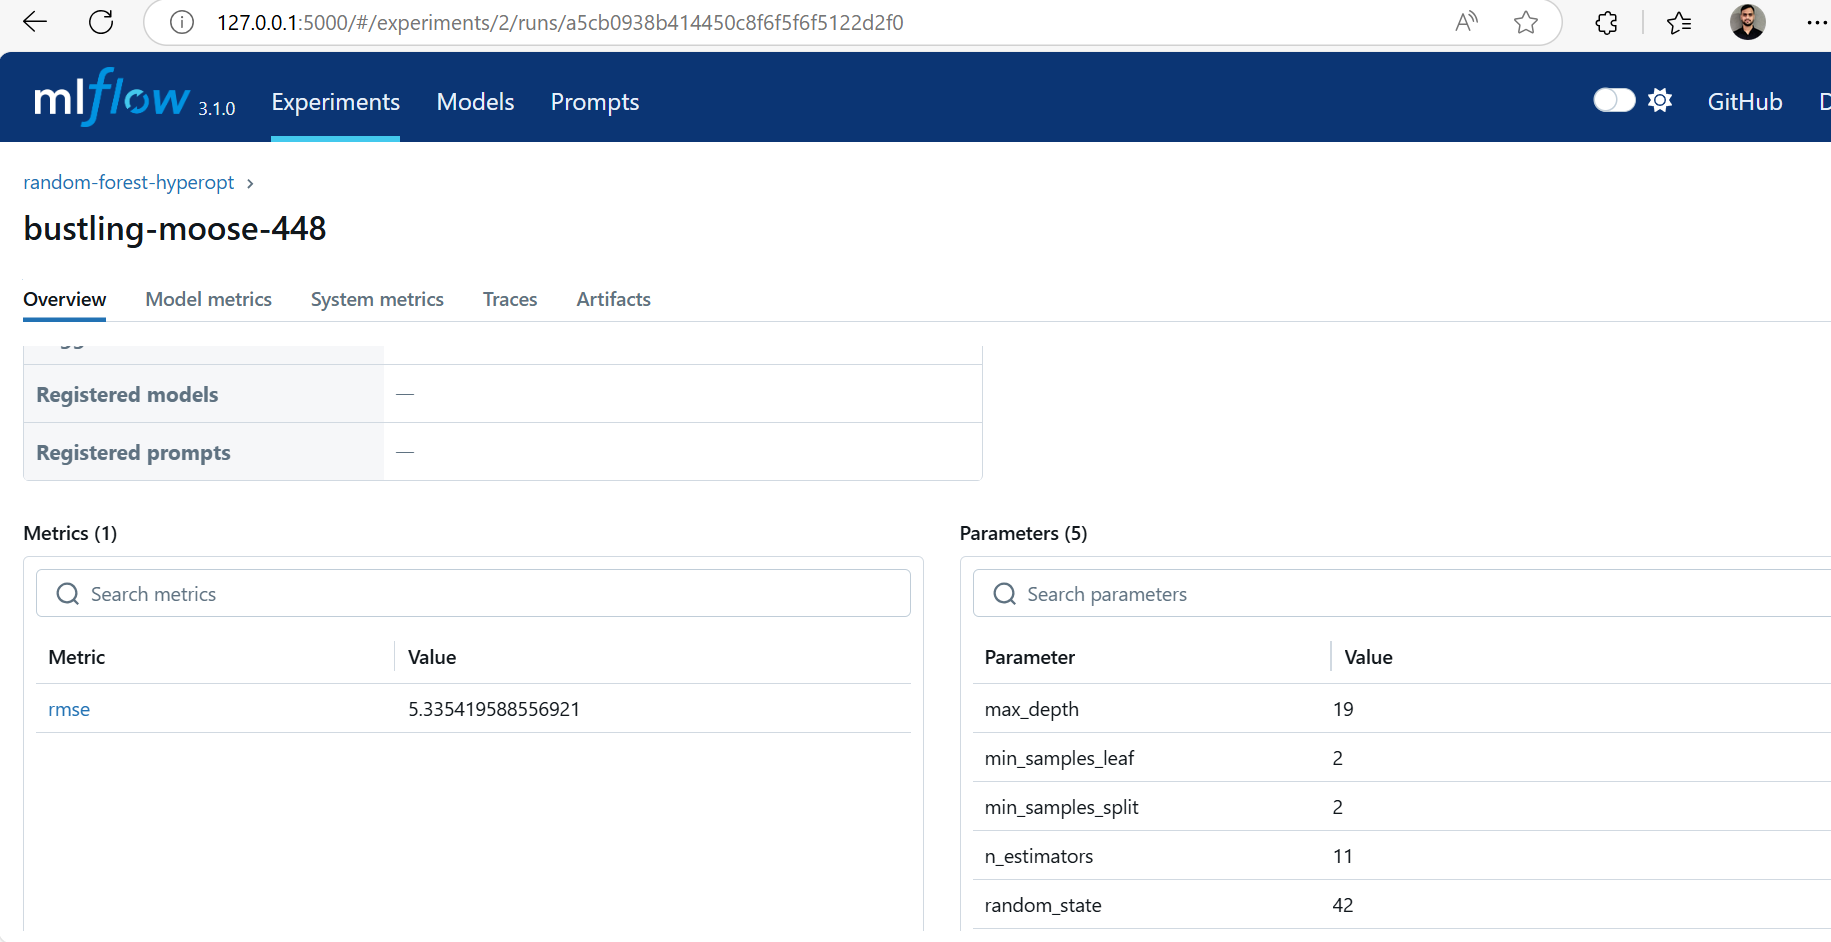 127.0.0.1:5000/#/experiments/2/runs/a5cb0938b414450c8f6f5f6f5122d2f0
mlflow 3.1.0 Experiments Models Prompts GitHub
random-forest-hyperopt
bustling-moose-448
Overview Model metrics System metrics Traces Artifacts
Registered models —
Registered prompts —
Metrics (1) Parameters (5)
Search metrics Search parameters
Metric Value Parameter Value
rmse 5.335419588556921 max_depth 19
min_samples_leaf 2
min_samples_split 2
n_estimators 11
random_state 42